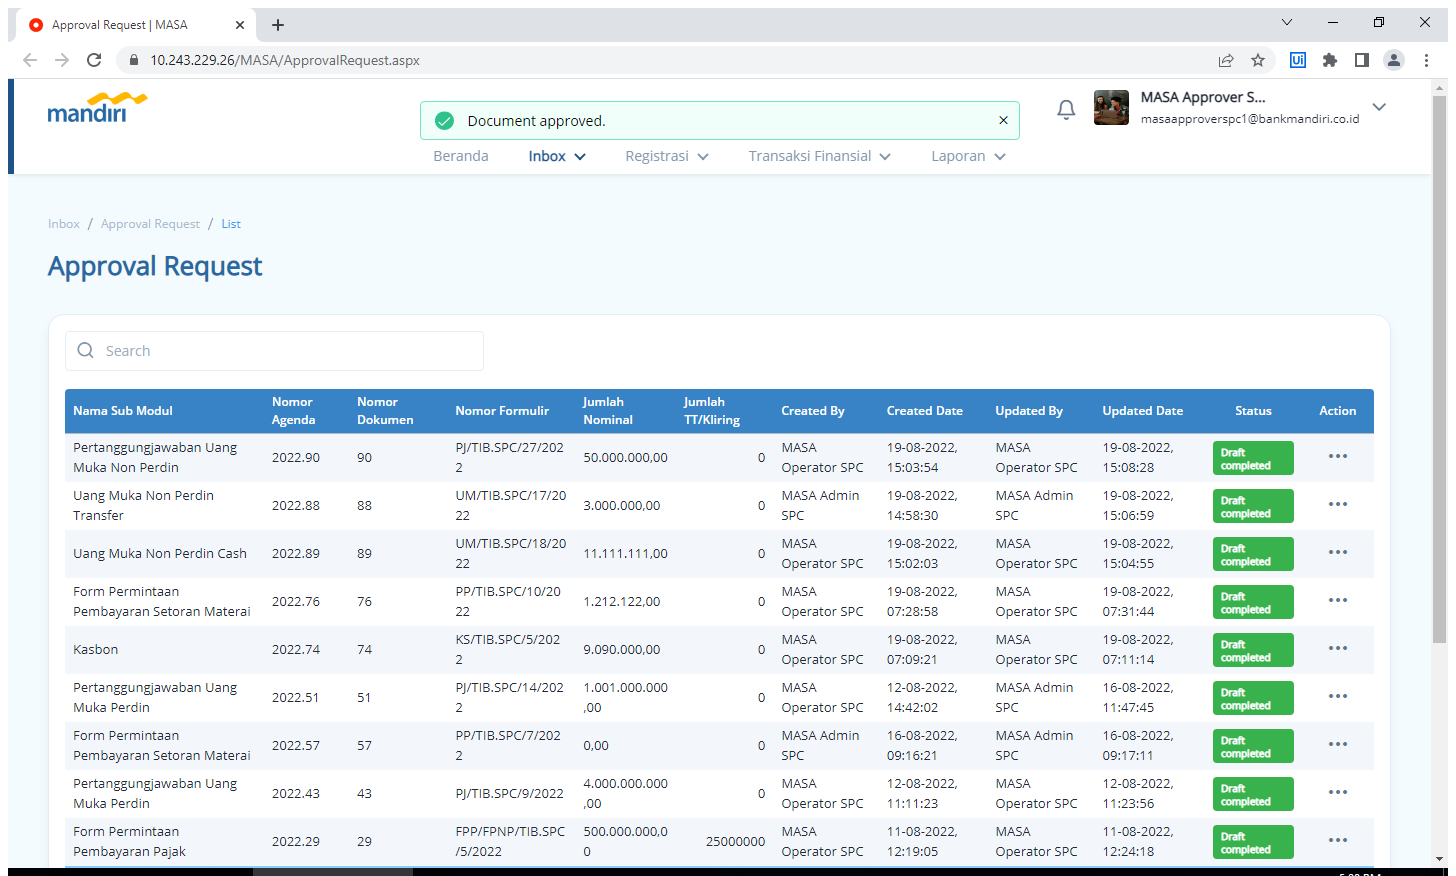 Approval Request | MASA
10.243.229.26/MASA/ApprovalRequest.aspx
Ui
mandiri
Document approved.
MASA Approver S...
masaapproverspc1@bankmandiri.co.id
Beranda Inbox Registrasi Transaksi Finansial Laporan
Inbox / Approval Request / List
Approval Request
Search
Nama Sub Modul Nomor Agenda Nomor Dokumen Nomor Formulir Jumlah Nominal Jumlah TT/Kliring Created By Created Date Updated By Updated Date Status Action
Pertanggungjawaban Uang Muka Non Perdin 2022.90 90 PJ/TIB.SPC/27/2022 50.000.000,00 0 MASA Operator SPC 19-08-2022, 15:03:54 MASA Operator SPC 19-08-2022, 15:08:28 Draft completed
Uang Muka Non Perdin Transfer 2022.88 88 UM/TIB.SPC/17/2022 3.000.000,00 0 MASA Admin SPC 19-08-2022, 14:58:30 MASA Admin SPC 19-08-2022, 15:06:59 Draft completed
Uang Muka Non Perdin Cash 2022.89 89 UM/TIB.SPC/18/2022 11.111.111,00 0 MASA Operator SPC 19-08-2022, 15:02:03 MASA Operator SPC 19-08-2022, 15:04:55 Draft completed
Form Permintaan Pembayaran Setoran Materai 2022.76 76 PP/TIB.SPC/10/2022 1.212.122,00 0 MASA Operator SPC 19-08-2022, 07:28:58 MASA Operator SPC 19-08-2022, 07:31:44 Draft completed
Kasbon 2022.74 74 KS/TIB.SPC/5/2022 9.090.000,00 0 MASA Operator SPC 19-08-2022, 07:09:21 MASA Operator SPC 19-08-2022, 07:11:14 Draft completed
Pertanggungjawaban Uang Muka Perdin 2022.51 51 PJ/TIB.SPC/14/2022 1.001.000.000,00 0 MASA Operator SPC 12-08-2022, 14:42:02 MASA Admin SPC 16-08-2022, 11:47:45 Draft completed
Form Permintaan Pembayaran Setoran Materai 2022.57 57 PP/TIB.SPC/7/2022 0,00 0 MASA Admin SPC 16-08-2022, 09:16:21 MASA Admin SPC 16-08-2022, 09:17:11 Draft completed
Pertanggungjawaban Uang Muka Perdin 2022.43 43 PJ/TIB.SPC/9/2022 4.000.000.000,00 0 MASA Operator SPC 12-08-2022, 11:11:23 MASA Operator SPC 12-08-2022, 11:23:56 Draft completed
Form Permintaan Pembayaran Pajak 2022.29 29 FPP/FPNP/TIB.SPC/5/2022 500.000.000,00 25000000 MASA Operator SPC 11-08-2022, 12:19:05 MASA Operator SPC 11-08-2022, 12:24:18 Draft completed